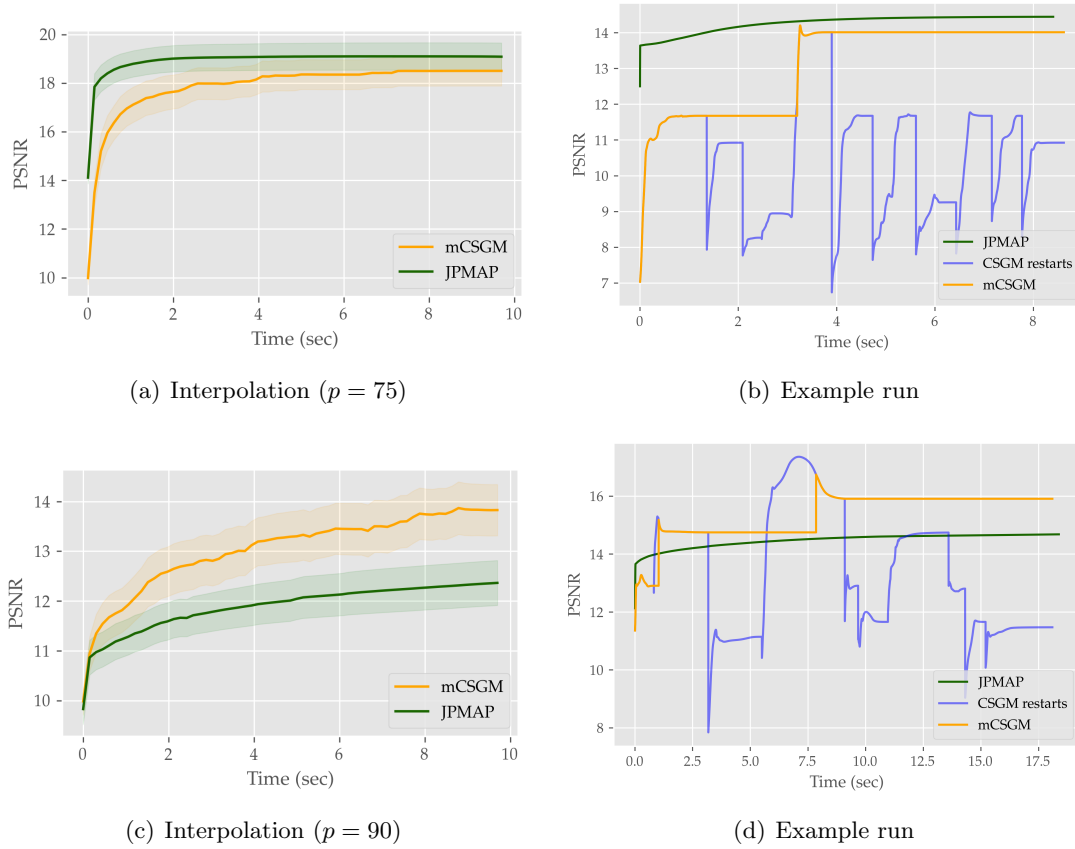 20
18
16
14
12
10
PSNR
mCSGM
JPMAP
0
2
4
6
8
10
Time (sec)
(a) Interpolation (p = 75)
14
13
12
11
10
9
8
7
PSNR
JPMAP
CSGM restarts
mCSGM
0
2
4
6
8
Time (sec)
(b) Example run
14
13
12
11
10
PSNR
mCSGM
JPMAP
0
2
4
6
8
10
Time (sec)
(c) Interpolation (p = 90)
16
14
12
10
8
PSNR
JPMAP
CSGM restarts
mCSGM
0.0
2.5
5.0
7.5
10.0
12.5
15.0
17.5
Time (sec)
(d) Example run